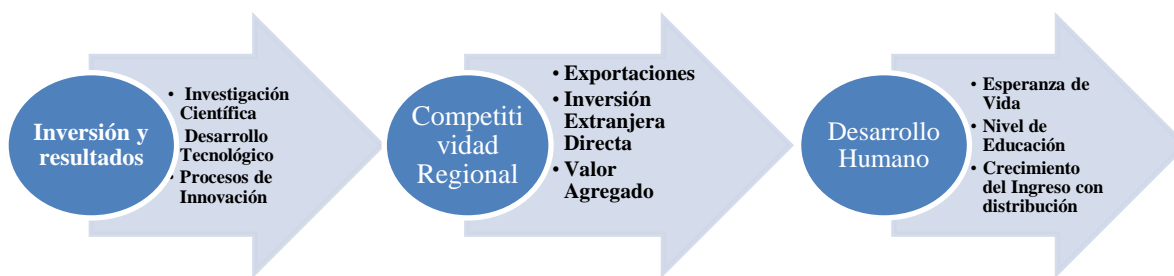 Inversión y
resultados
• Investigación
Científica
Desarrollo
Tecnológico
• Procesos de
Innovación
Competiti
vidad
Regional
• Exportaciones
• Inversión
Extranjera
Directa
• Valor
Agregado
Desarrollo
Humano
• Esperanza de
Vida
• Nivel de
Educación
• Crecimiento
del Ingreso con
distribución